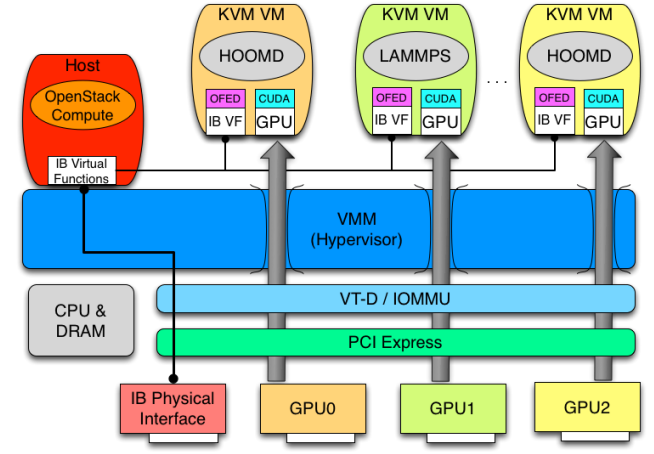 KVM VM
KVM VM
KVM VM
Host
HOOMD
LAMMPS
HOOMD
OpenStack
Compute
. . .
OFED
CUDA
IB VF
GPU
OFED
CUDA
IB VF
GPU
OFED
CUDA
IB VF
GPU
IB Virtual
Functions
VMM
(Hypervisor)
CPU &
DRAM
VT-D / IOMMU
PCI Express
IB Physical
Interface
GPU0
GPU1
GPU2